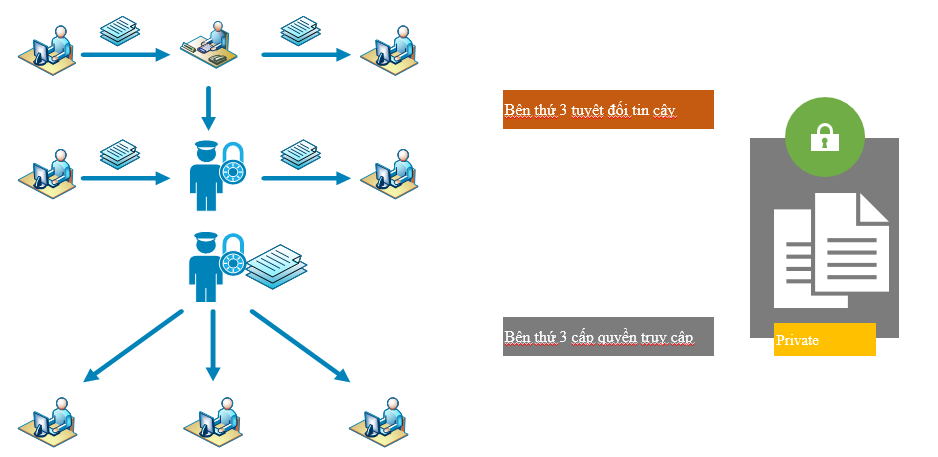 Bên thứ 3 tuyệt đối tin cậy
Bên thứ 3 cấp quyền truy cập
Private